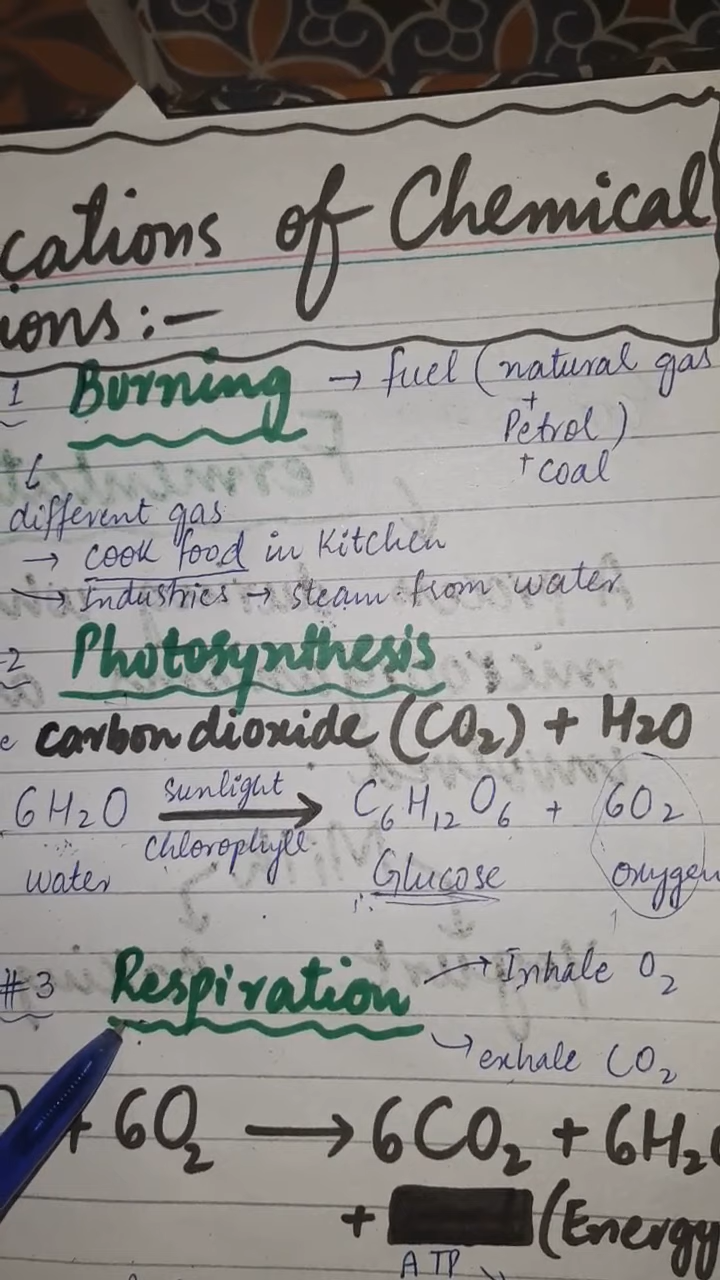 cations of Chemical
ions:-
1 Burning → fuel (natural gas
+
Petrol)
+ coal
different gas
→ cook food in Kitchen
→ Industries → steam from water
2 Photosynthesis
e carbon dioxide (CO2) + H2O
6H2O sunlight → C6H12O6 + 6O2
chlorophyll
water Glucose oxygen
#3 Respiration → Inhale O2
→ exhale CO2
) + 6O2 → 6CO2 + 6H2O
+ (Energy
ATP